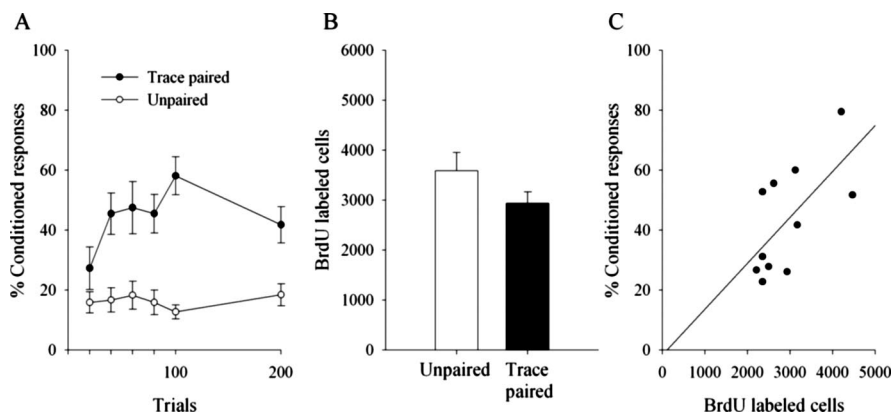 A
% Conditioned responses
100
80
60
40
20
0
Trace paired
Unpaired
100
200
Trials
B
BrdU labeled cells
6000
5000
4000
3000
2000
1000
0
Unpaired
Trace
paired
C
% Conditioned responses
100
80
60
40
20
0
0 1000 2000 3000 4000 5000
BrdU labeled cells